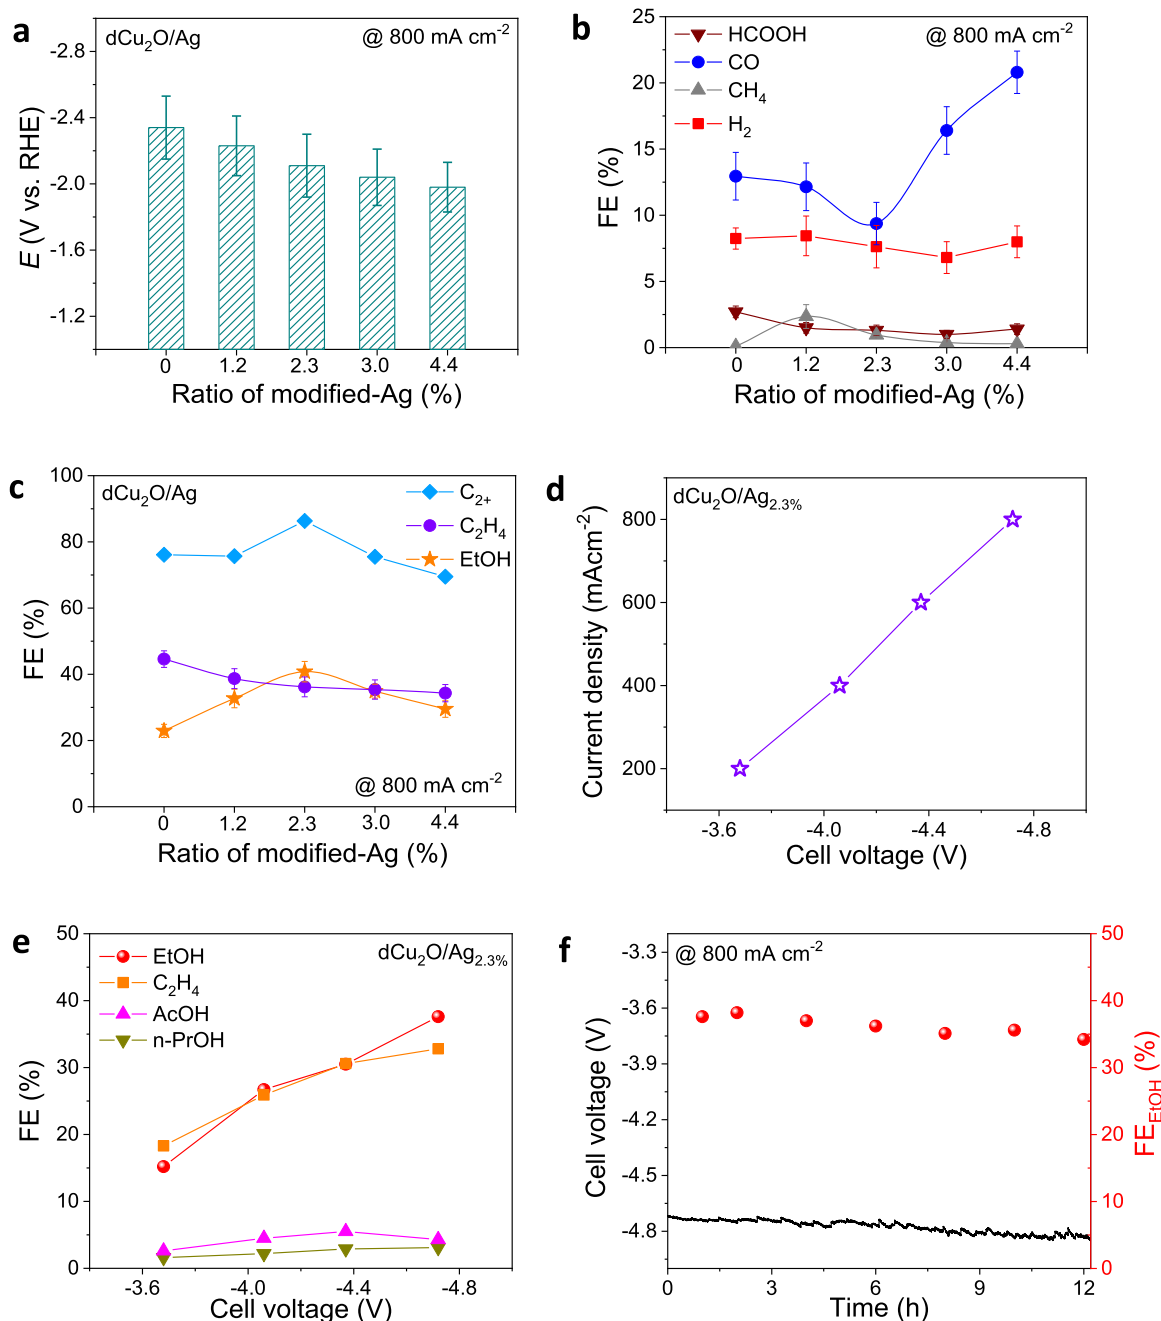 a
dCu₂O/Ag
@ 800 mA cm⁻²
E (V vs. RHE)
-2.8
-2.4
-2.0
-1.6
-1.2
0 1.2 2.3 3.0 4.4
Ratio of modified-Ag (%)
b
HCOOH
CO
CH₄
H₂
@ 800 mA cm⁻²
FE (%)
25
20
15
10
5
0
0 1.2 2.3 3.0 4.4
Ratio of modified-Ag (%)
c
dCu₂O/Ag
C₂₊
C₂H₄
EtOH
@ 800 mA cm⁻²
FE (%)
100
80
60
40
20
0
0 1.2 2.3 3.0 4.4
Ratio of modified-Ag (%)
d
dCu₂O/Ag₂.₃%
Current density (mAcm⁻²)
800
600
400
200
-3.6 -4.0 -4.4 -4.8
Cell voltage (V)
e
EtOH
C₂H₄
AcOH
n-PrOH
dCu₂O/Ag₂.₃%
FE (%)
50
40
30
20
10
0
-3.6 -4.0 -4.4 -4.8
Cell voltage (V)
f
@ 800 mA cm⁻²
Cell voltage (V)
-3.3
-3.6
-3.9
-4.2
-4.5
-4.8
50
40
30
20
10
0
FE_EtOH (%)
0 3 6 9 12
Time (h)